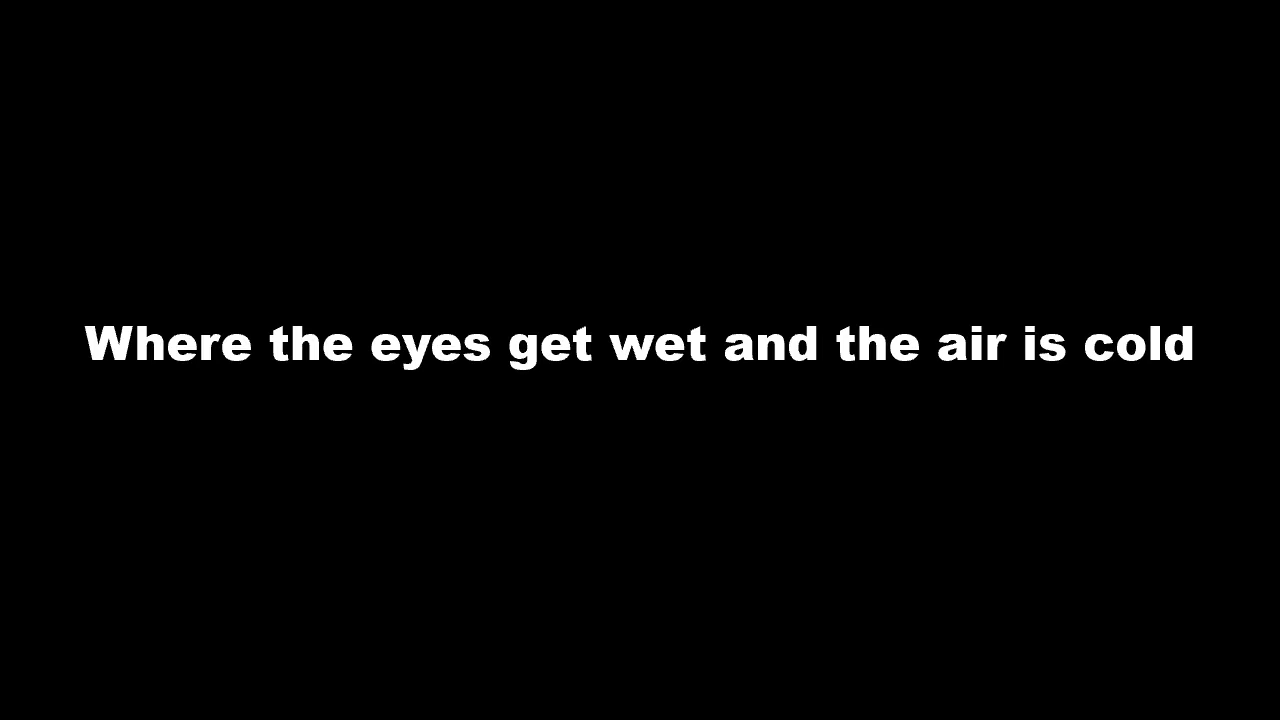 Where the eyes get wet and the air is cold